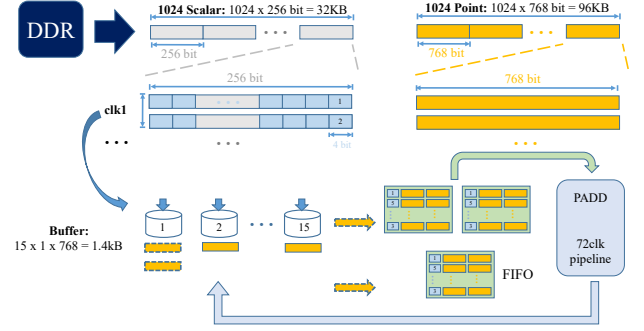 DDR
1024 Scalar: 1024 x 256 bit = 32KB
1024 Point: 1024 x 768 bit = 96KB
• • •
• • •
256 bit
768 bit
256 bit
768 bit
clk1
• • •
1
2
4 bit
• • •
• • •
• • •
Buffer:
15 x 1 x 768 = 1.4kB
1
2
• • •
15
1
5
3
1
5
3
PADD
72clk
pipeline
1
5
3
FIFO